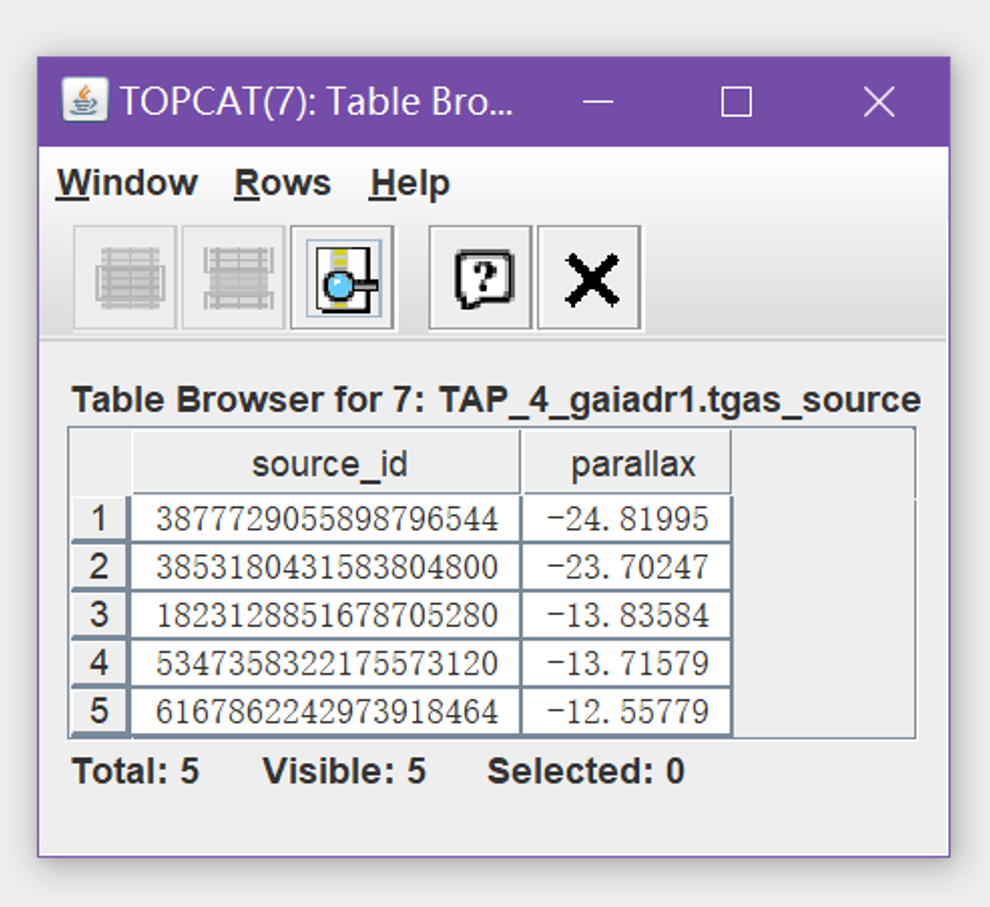 TOPCAT(7): Table Bro...
Window Rows Help
?
Table Browser for 7: TAP_4_gaiadr1.tgas_source
source_id parallax
1 3877729055898796544 -24.81995
2 3853180431583804800 -23.70247
3 1823128851678705280 -13.83584
4 5347358322175573120 -13.71579
5 6167862242973918464 -12.55779
Total: 5 Visible: 5 Selected: 0